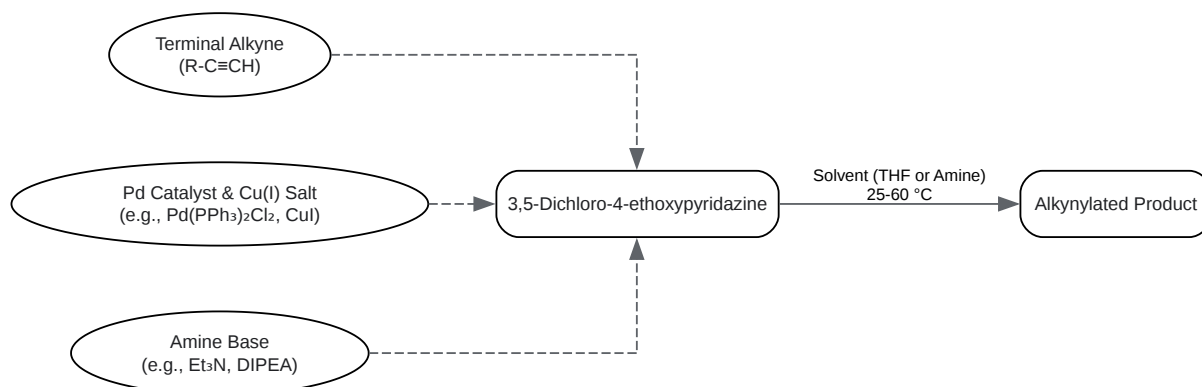 Terminal Alkyne
(R-C≡CH)
Pd Catalyst & Cu(I) Salt
(e.g., Pd(PPh₃)₂Cl₂, CuI)
3,5-Dichloro-4-ethoxypyridazine
Solvent (THF or Amine)
25-60 °C
Alkynylated Product
Amine Base
(e.g., Et₃N, DIPEA)